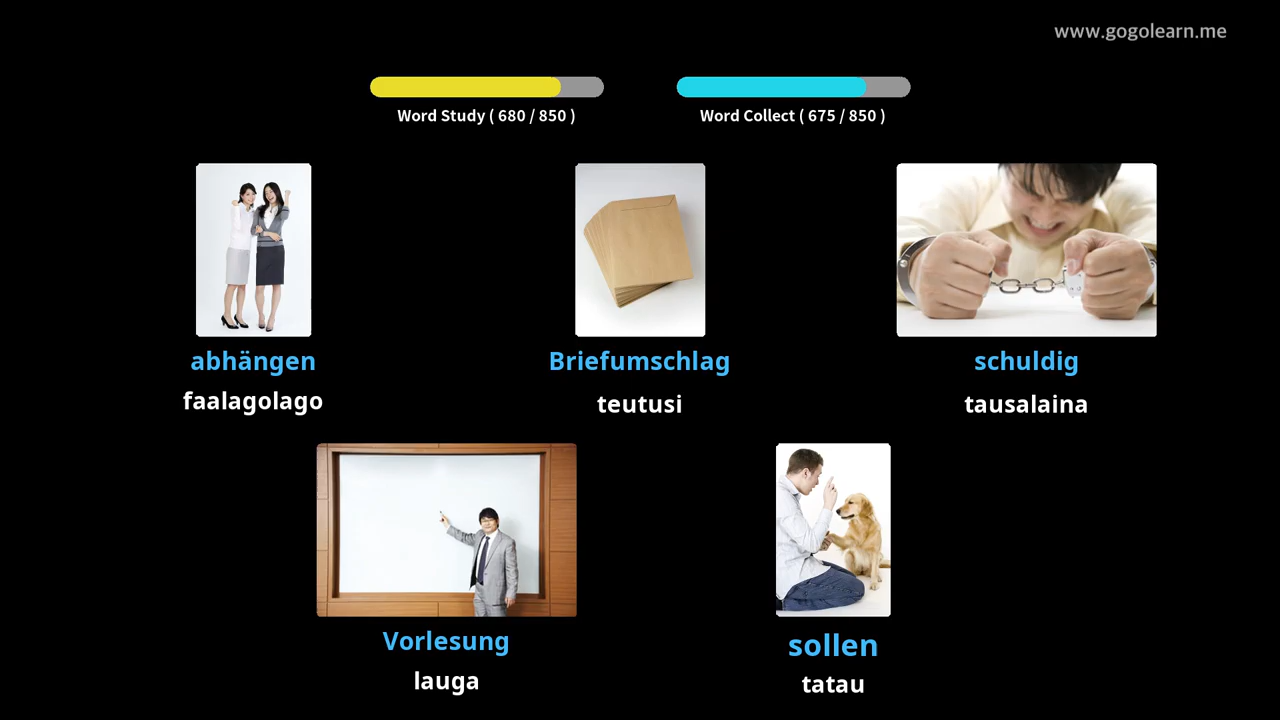 www.gogolearn.me
Word Study ( 680 / 850 )
Word Collect ( 675 / 850 )
abhängen
faalagolago
Briefumschlag
teutusi
schuldig
tausalaina
Vorlesung
lauga
sollen
tatau